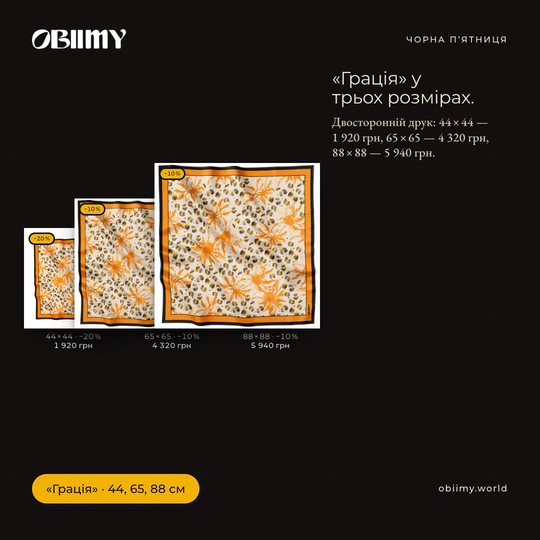 OBIIMY
ЧОРНА П'ЯТНИЦЯ
«Грація» у
трьох розмірах.
Двосторонній друк: 44 × 44 —
1 920 грн, 65 × 65 — 4 320 грн,
88 × 88 — 5 940 грн.
−20%
−10%
−10%
44×44 · −20%
1 920 грн
65×65 · −10%
4 320 грн
88×88 · −10%
5 940 грн
«Грація» · 44, 65, 88 см
obiimy.world